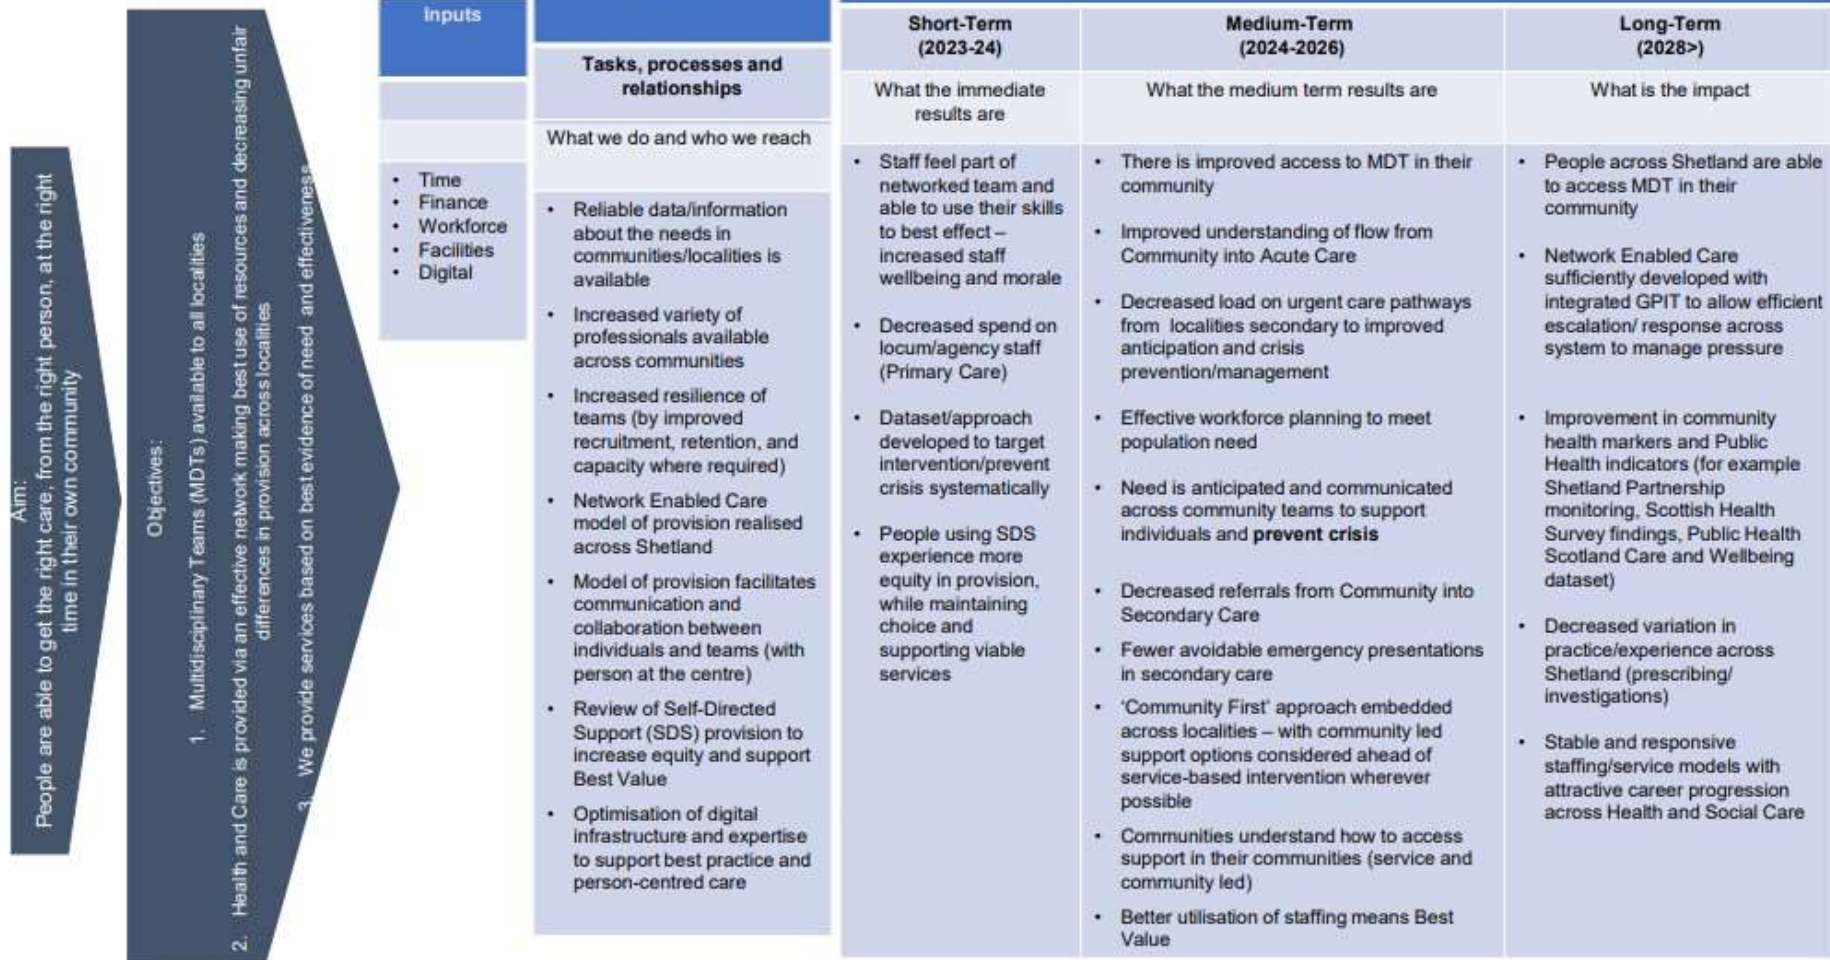 Aim:
People are able to get the right care, from the right person, at the right
time in their own community
Objectives:
1. Multidisciplinary Teams (MDTs) available to all localities
2. Health and Care is provided via an effective network making best use of resources and decreasing unfair
differences in provision across localities
3. We provide services based on best evidence of need and effectiveness
Inputs
• Time
• Finance
• Workforce
• Facilities
• Digital
Tasks, processes and
relationships
What we do and who we reach
• Reliable data/information
about the needs in
communities/localities is
available
• Increased variety of
professionals available
across communities
• Increased resilience of
teams (by improved
recruitment, retention, and
capacity where required)
• Network Enabled Care
model of provision realised
across Shetland
• Model of provision facilitates
communication and
collaboration between
individuals and teams (with
person at the centre)
• Review of Self-Directed
Support (SDS) provision to
increase equity and support
Best Value
• Optimisation of digital
infrastructure and expertise
to support best practice and
person-centred care
Short-Term
(2023-24)
What the immediate
results are
• Staff feel part of
networked team and
able to use their skills
to best effect –
increased staff
wellbeing and morale
• Decreased spend on
locum/agency staff
(Primary Care)
• Dataset/approach
developed to target
intervention/prevent
crisis systematically
• People using SDS
experience more
equity in provision,
while maintaining
choice and
supporting viable
services
Medium-Term
(2024-2026)
What the medium term results are
• There is improved access to MDT in their
community
• Improved understanding of flow from
Community into Acute Care
• Decreased load on urgent care pathways
from localities secondary to improved
anticipation and crisis
prevention/management
• Effective workforce planning to meet
population need
• Need is anticipated and communicated
across community teams to support
individuals and prevent crisis
• Decreased referrals from Community into
Secondary Care
• Fewer avoidable emergency presentations
in secondary care
• ‘Community First’ approach embedded
across localities – with community led
support options considered ahead of
service-based intervention wherever
possible
• Communities understand how to access
support in their communities (service and
community led)
• Better utilisation of staffing means Best
Value
Long-Term
(2028>)
What is the impact
• People across Shetland are able
to access MDT in their
community
• Network Enabled Care
sufficiently developed with
integrated GPIT to allow efficient
escalation/ response across
system to manage pressure
• Improvement in community
health markers and Public
Health indicators (for example
Shetland Partnership
monitoring, Scottish Health
Survey findings, Public Health
Scotland Care and Wellbeing
dataset)
• Decreased variation in
practice/experience across
Shetland (prescribing/
investigations)
• Stable and responsive
staffing/service models with
attractive career progression
across Health and Social Care